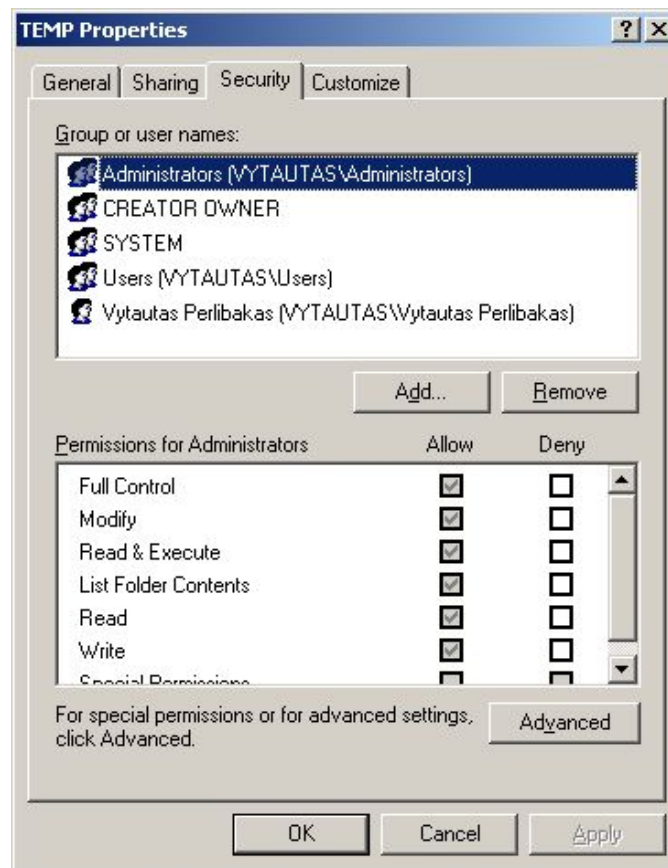 TEMP Properties
General Sharing Security Customize
Group or user names:
Administrators (VYTAUTAS\Administrators)
CREATOR OWNER
SYSTEM
Users (VYTAUTAS\Users)
Vytautas Perlibakas (VYTAUTAS\Vytautas Perlibakas)
Add... Remove
Permissions for Administrators Allow Deny
Full Control
Modify
Read & Execute
List Folder Contents
Read
Write
Special Permissions
For special permissions or for advanced settings, Advanced
click Advanced.
OK Cancel Apply